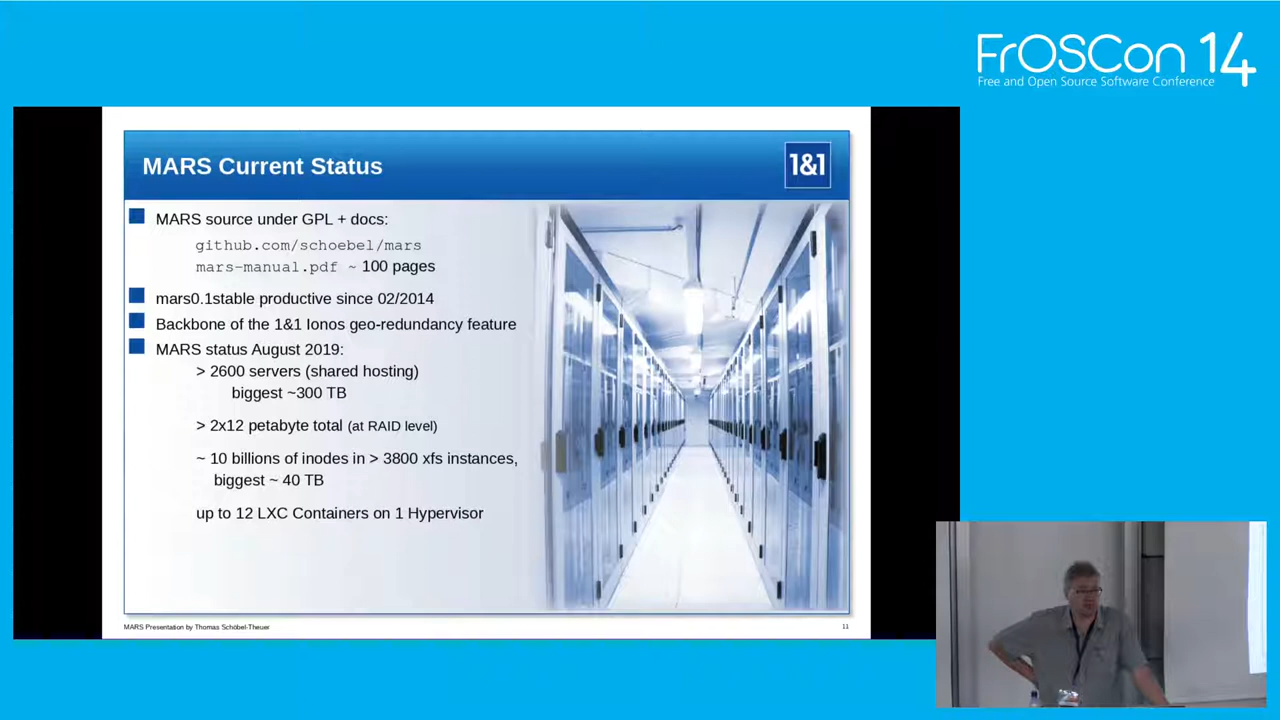 FrOSCon 14
Free and Open Source Software Conference
MARS Current Status
1&1
MARS source under GPL + docs:
github.com/schoebel/mars
mars-manual.pdf ~ 100 pages
mars0.1stable productive since 02/2014
Backbone of the 1&1 Ionos geo-redundancy feature
MARS status August 2019:
> 2600 servers (shared hosting)
biggest ~300 TB
> 2x12 petabyte total (at RAID level)
~ 10 billions of inodes in > 3800 xfs instances,
biggest ~ 40 TB
up to 12 LXC Containers on 1 Hypervisor
MARS Presentation by Thomas Schöbel-Theuer
11